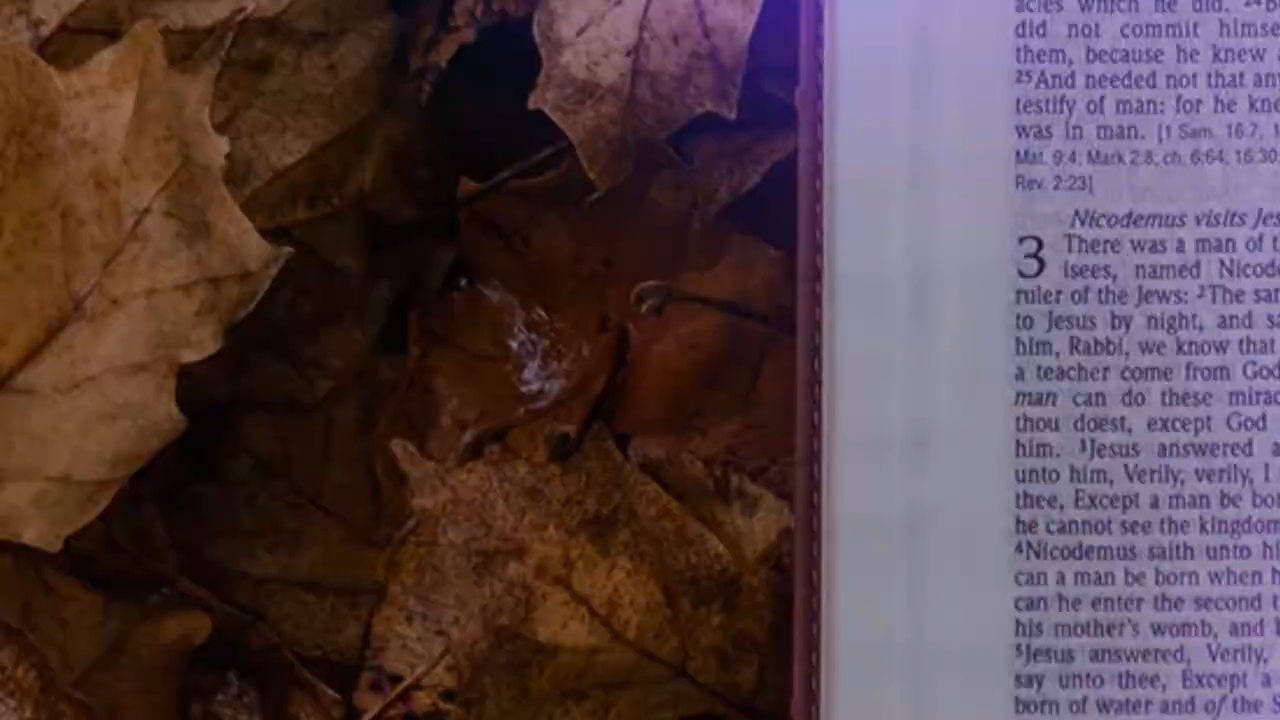 acles which he did. 24B
did not commit himse
them, because he knew a
25And needed not that any
testify of man: for he kne
was in man. [1 Sam. 16:7, 1
Mat. 9:4; Mark 2:8; ch. 6:64; 16:30;
Rev. 2:23]
Nicodemus visits Jes
3 There was a man of t
isees, named Nicode
ruler of the Jews: 2The sam
to Jesus by night, and sa
him, Rabbi, we know that
a teacher come from God
man can do these mirac
thou doest, except God
him. 3Jesus answered a
unto him, Verily, verily, I
thee, Except a man be bor
he cannot see the kingdom
4Nicodemus saith unto hi
can a man be born when h
can he enter the second t
his mother's womb, and b
5Jesus answered, Verily,
say unto thee, Except a
born of water and of the S